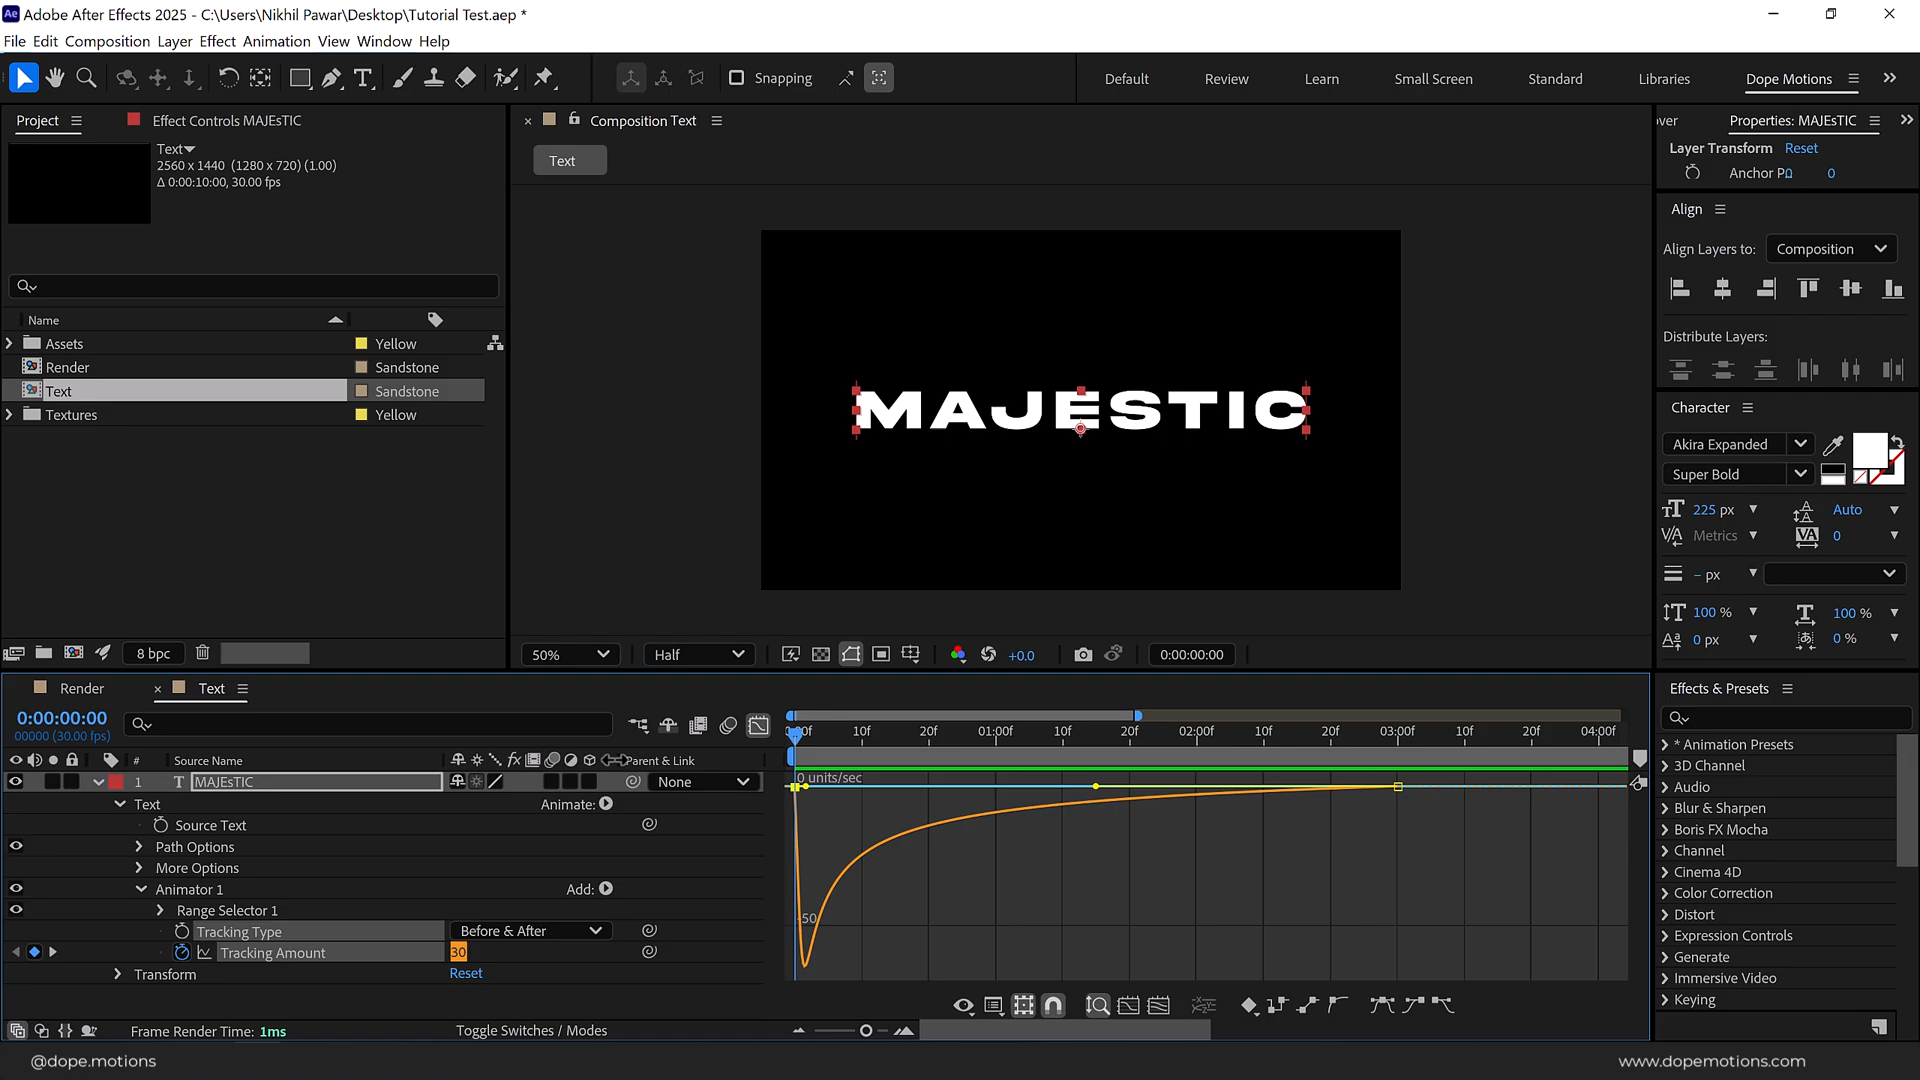 Adobe After Effects 2025 - C:\Users\Nikhil Pawar\Desktop\Tutorial Test.aep *
File Edit Composition Layer Effect Animation View Window Help
Snapping
Default Review Learn Small Screen Standard Libraries Dope Motions
Project
Effect Controls MAJEsTIC
Text
2560 x 1440 (1280 x 720) (1.00)
Δ 0:00:10:00, 30.00 fps
Name
Assets Yellow
Render Sandstone
Text Sandstone
Textures Yellow
8 bpc
Composition Text
Text
MAJESTIC
50% Half +0.0 0:00:00:00
over Properties: MAJEsTIC
Layer Transform Reset
Anchor P 0 0
Align
Align Layers to: Composition
Distribute Layers:
Character
Akira Expanded
Super Bold
225 px Auto
Metrics 0
- px
100 % 100 %
0 px 0 %
Render Text
0:00:00:00
00000 (30.00 fps)
# Source Name Parent & Link
1 T MAJEsTIC None
Text Animate:
Source Text
Path Options
More Options
Animator 1 Add:
Range Selector 1
Tracking Type Before & After
Tracking Amount 30
Transform Reset
Frame Render Time: 1ms
Toggle Switches / Modes
00f 10f 20f 01:00f 10f 20f 02:00f 10f 20f 03:00f 10f 20f 04:00f
0 units/sec
-50
Effects & Presets
* Animation Presets
3D Channel
Audio
Blur & Sharpen
Boris FX Mocha
Channel
Cinema 4D
Color Correction
Distort
Expression Controls
Generate
Immersive Video
Keying
@dope.motions
www.dopemotions.com